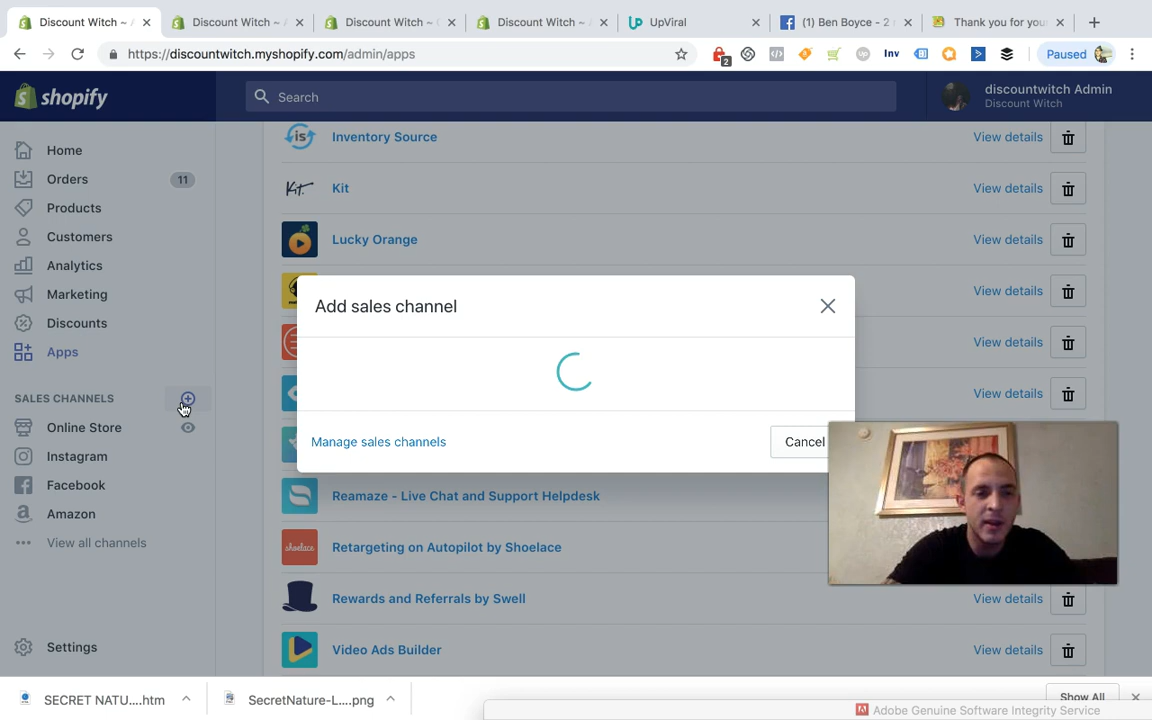 Discount Witch ~
Discount Witch ~
Discount Witch ~
Discount Witch ~
UpViral
(1) Ben Boyce - 2
Thank you for you
https://discountwitch.myshopify.com/admin/apps
2
Inv
Paused
shopify
Search
discountwitch Admin
Discount Witch
Home
Orders 11
Products
Customers
Analytics
Marketing
Discounts
Apps
SALES CHANNELS
Online Store
Instagram
Facebook
Amazon
View all channels
Settings
is Inventory Source View details
Kit. Kit View details
Lucky Orange View details
View details
View details
View details
Add sales channel
Manage sales channels
Cancel
Reamaze - Live Chat and Support Helpdesk
shoelace Retargeting on Autopilot by Shoelace
Rewards and Referrals by Swell View details
Video Ads Builder View details
SECRET NATU....htm
SecretNature-L....png
Show All
Adobe Genuine Software Integrity Service